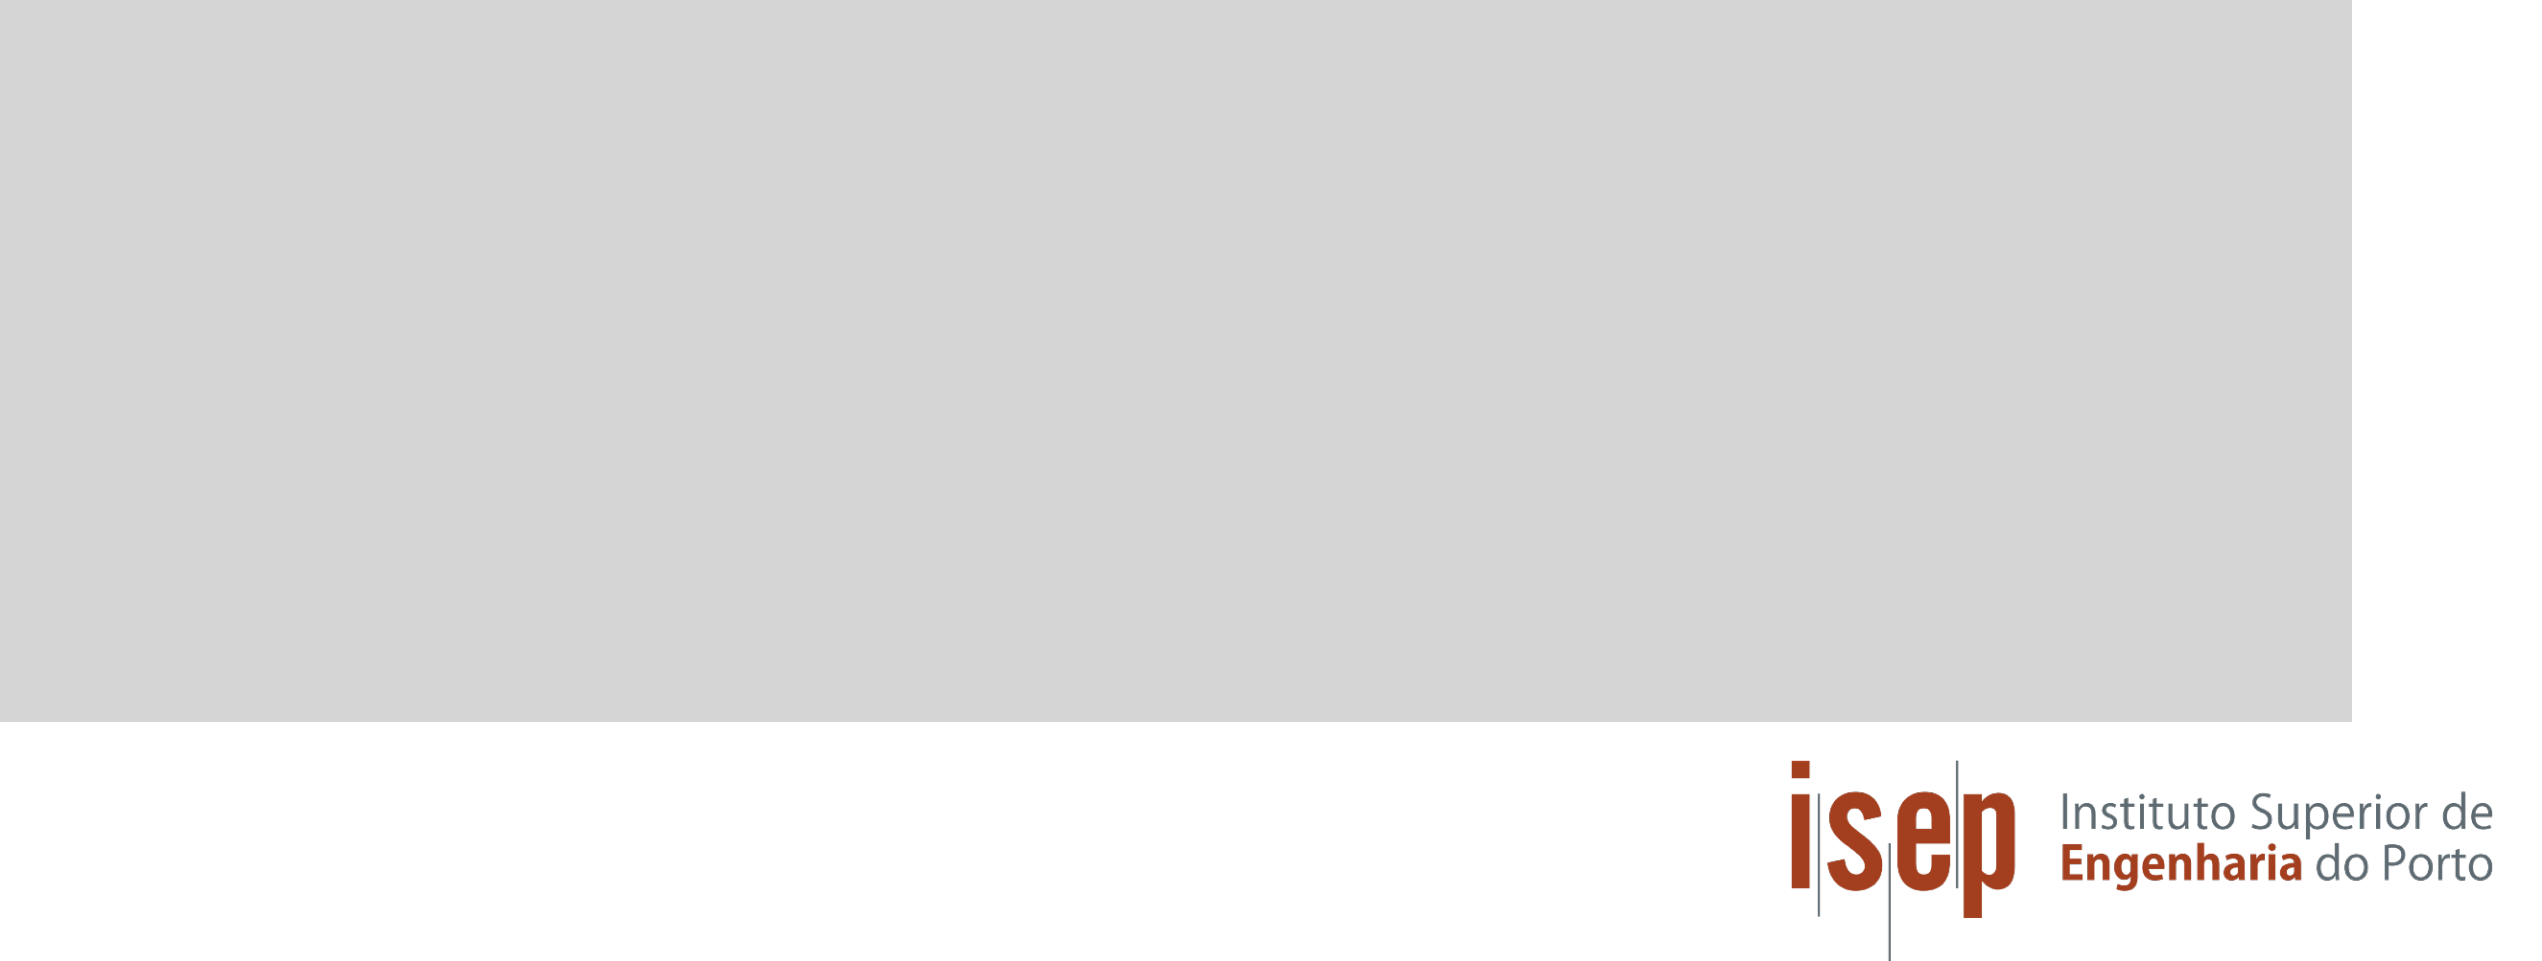 isep
Instituto Superior de
Engenharia do Porto